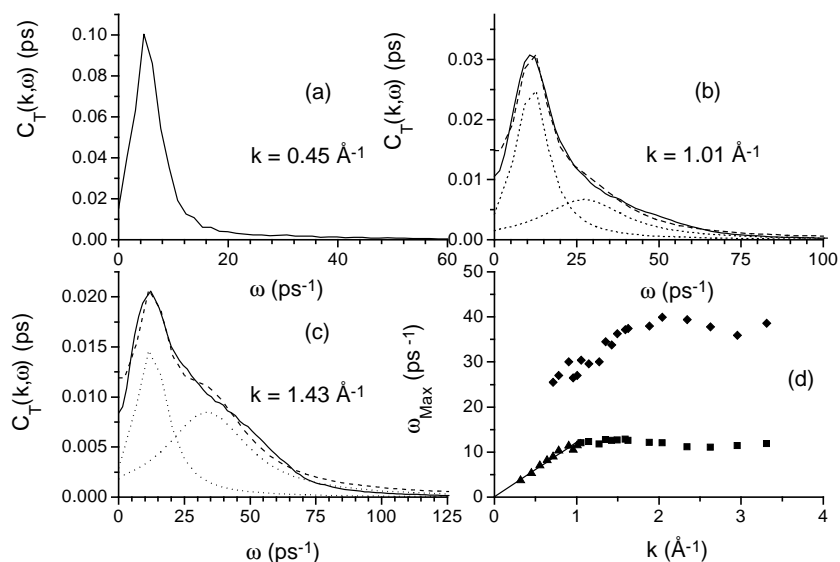 C_T(k,ω) (ps)
0.10
0.08
0.06
0.04
0.02
0.00
0
20
40
60
ω (ps-1)
(a)
k = 0.45 Å-1
C_T(k,ω) (ps)
0.03
0.02
0.01
0.00
0
25
50
75
100
ω (ps-1)
(b)
k = 1.01 Å-1
C_T(k,ω) (ps)
0.020
0.015
0.010
0.005
0.000
0
25
50
75
100
125
ω (ps-1)
(c)
k = 1.43 Å-1
ω_Max (ps -1)
50
40
30
20
10
0
0
1
2
3
4
k (Å-1)
(d)